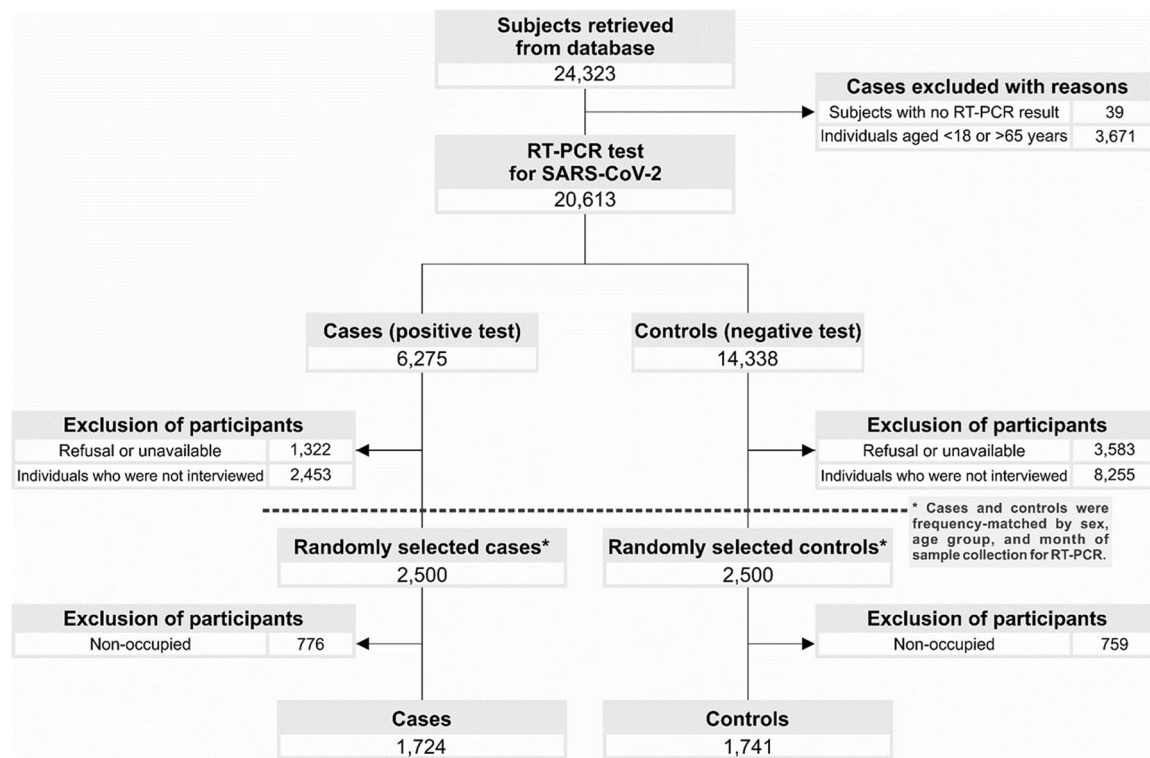 Subjects retrieved
from database
24,323
Cases excluded with reasons
Subjects with no RT-PCR result 39
Individuals aged <18 or >65 years 3,671
RT-PCR test
for SARS-CoV-2
20,613
Cases (positive test)
6,275
Controls (negative test)
14,338
Exclusion of participants
Refusal or unavailable 1,322
Individuals who were not interviewed 2,453
Exclusion of participants
Refusal or unavailable 3,583
Individuals who were not interviewed 8,255
* Cases and controls were
frequency-matched by sex,
age group, and month of
sample collection for RT-PCR.
Randomly selected cases*
2,500
Randomly selected controls*
2,500
Exclusion of participants
Non-occupied 776
Exclusion of participants
Non-occupied 759
Cases
1,724
Controls
1,741